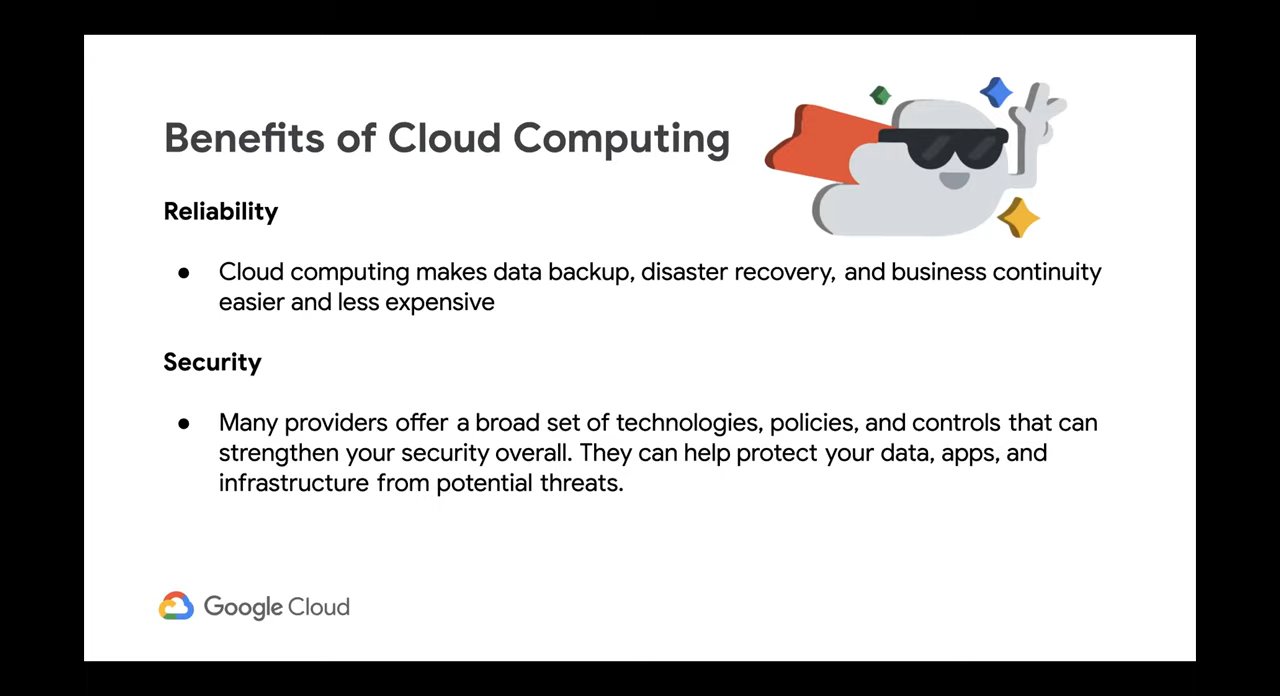 Benefits of Cloud Computing
Reliability
● Cloud computing makes data backup, disaster recovery, and business continuity
easier and less expensive
Security
● Many providers offer a broad set of technologies, policies, and controls that can
strengthen your security overall. They can help protect your data, apps, and
infrastructure from potential threats.
Google Cloud